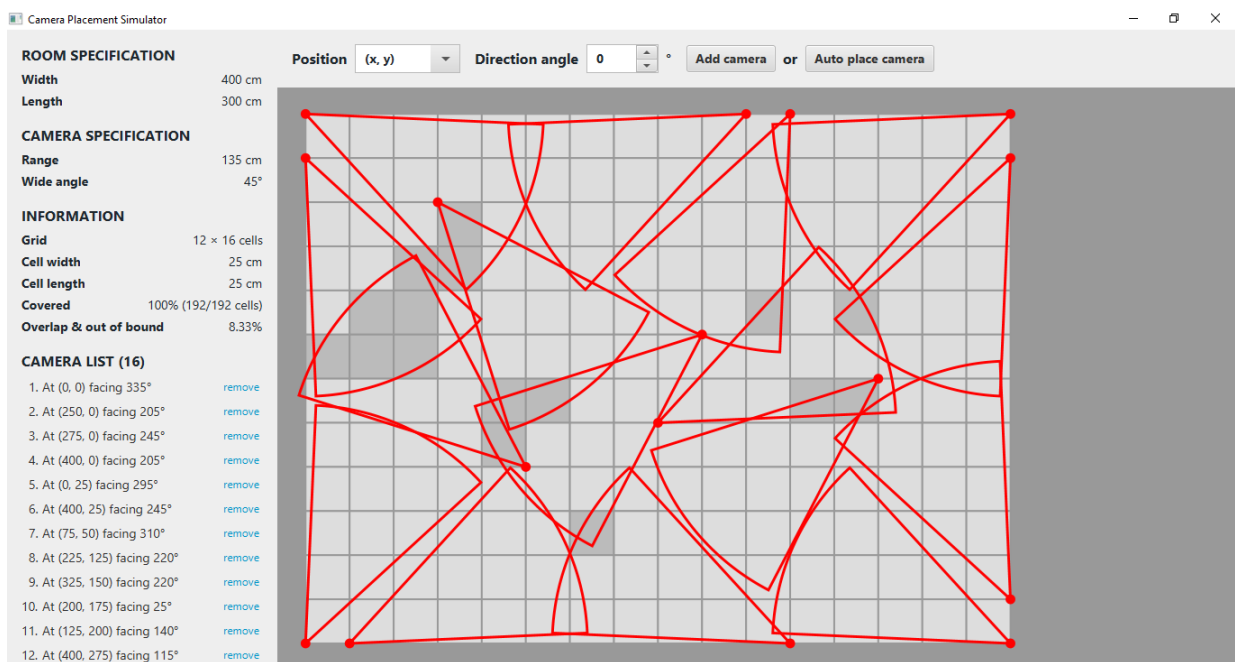 Camera Placement Simulator
ROOM SPECIFICATION
Width 400 cm
Length 300 cm
CAMERA SPECIFICATION
Range 135 cm
Wide angle 45°
INFORMATION
Grid 12 × 16 cells
Cell width 25 cm
Cell length 25 cm
Covered 100% (192/192 cells)
Overlap & out of bound 8.33%
CAMERA LIST (16)
1. At (0, 0) facing 335° remove
2. At (250, 0) facing 205° remove
3. At (275, 0) facing 245° remove
4. At (400, 0) facing 205° remove
5. At (0, 25) facing 295° remove
6. At (400, 25) facing 245° remove
7. At (75, 50) facing 310° remove
8. At (225, 125) facing 220° remove
9. At (325, 150) facing 220° remove
10. At (200, 175) facing 25° remove
11. At (125, 200) facing 140° remove
12. At (400, 275) facing 115° remove
Position (x, y) Direction angle 0 ° Add camera or Auto place camera